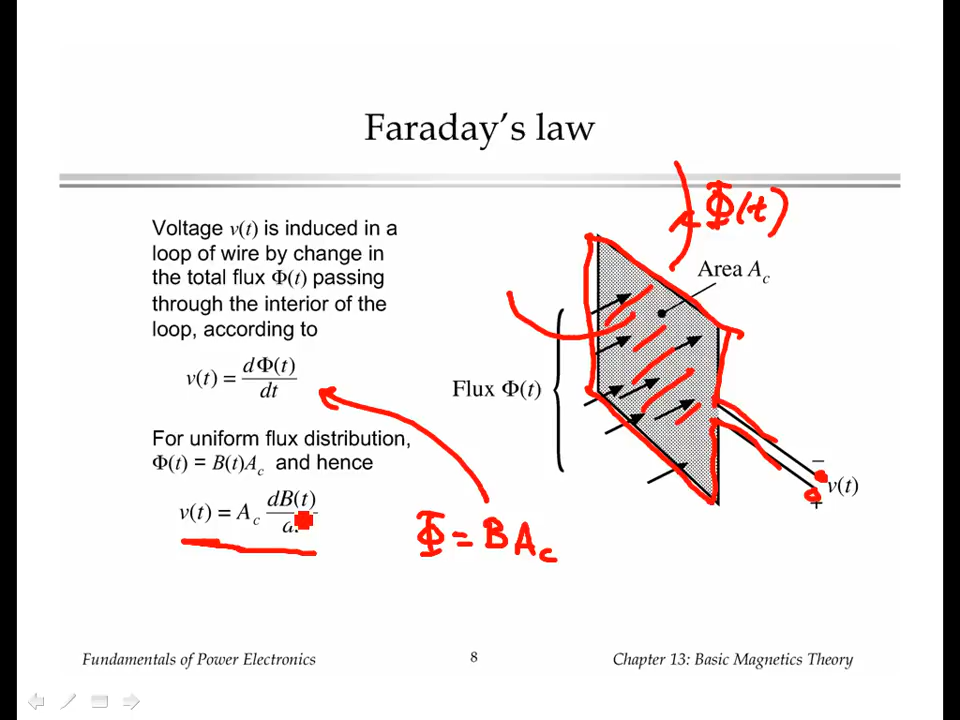 Faraday's law
Voltage v(t) is induced in a
loop of wire by change in
the total flux Φ(t) passing
through the interior of the
loop, according to
v(t) = dΦ(t)/dt
For uniform flux distribution,
Φ(t) = B(t)A_c and hence
v(t) = A_c dB(t)
Φ = BA_c
Φ(t)
Area A_c
Flux Φ(t)
–
v(t)
+
Fundamentals of Power Electronics
8
Chapter 13: Basic Magnetics Theory